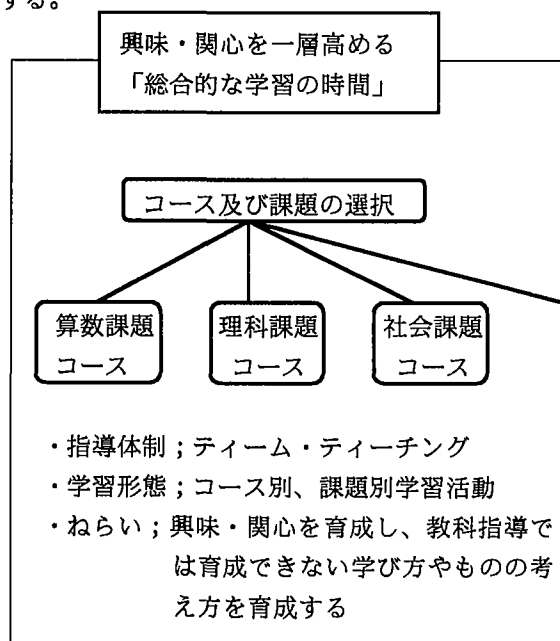 する。
興味・関心を一層高める
「総合的な学習の時間」
コース及び課題の選択
算数課題
コース
理科課題
コース
社会課題
コース
・指導体制；ティーム・ティーチング
・学習形態；コース別、課題別学習活動
・ねらい；興味・関心を育成し、教科指導で
は育成できない学び方やものの考
え方を育成する